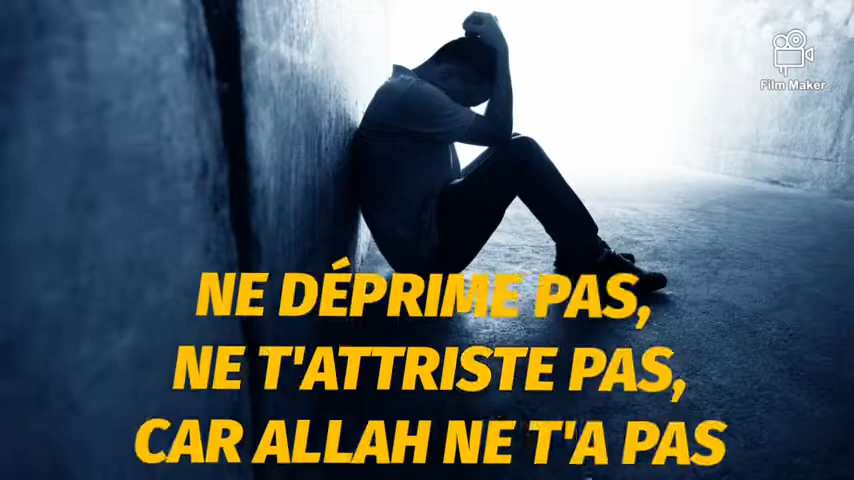 Film Maker
NE DÉPRIME PAS,
NE T'ATTRISTE PAS,
CAR ALLAH NE T'A PAS